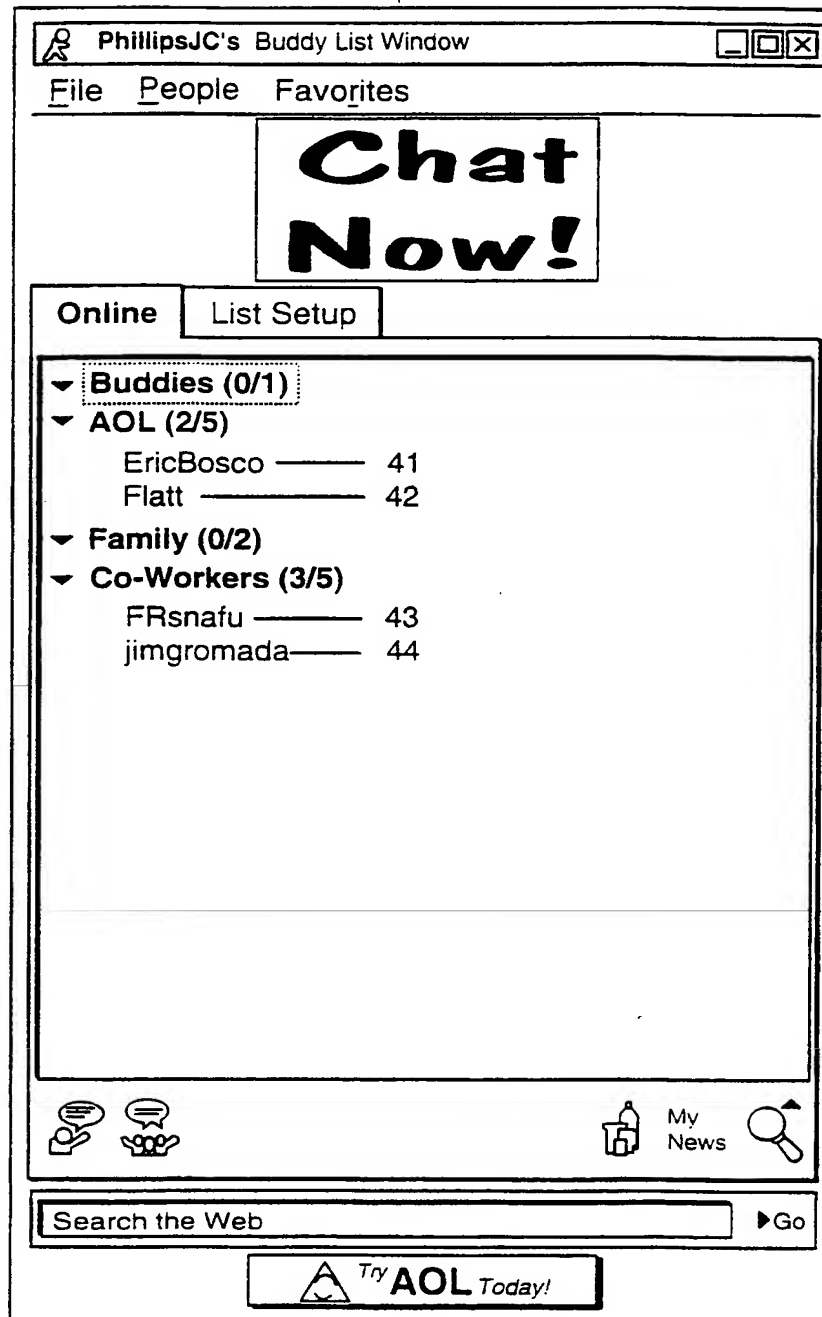 PhillipsJC's Buddy List Window
File People Favorites
Chat
Now!
Online List Setup
Buddies (0/1)
AOL (2/5)
EricBosco 41
Flatt 42
Family (0/2)
Co-Workers (3/5)
FRsnafu 43
jimgromada 44
My
News
Search the Web Go
Try AOL Today!